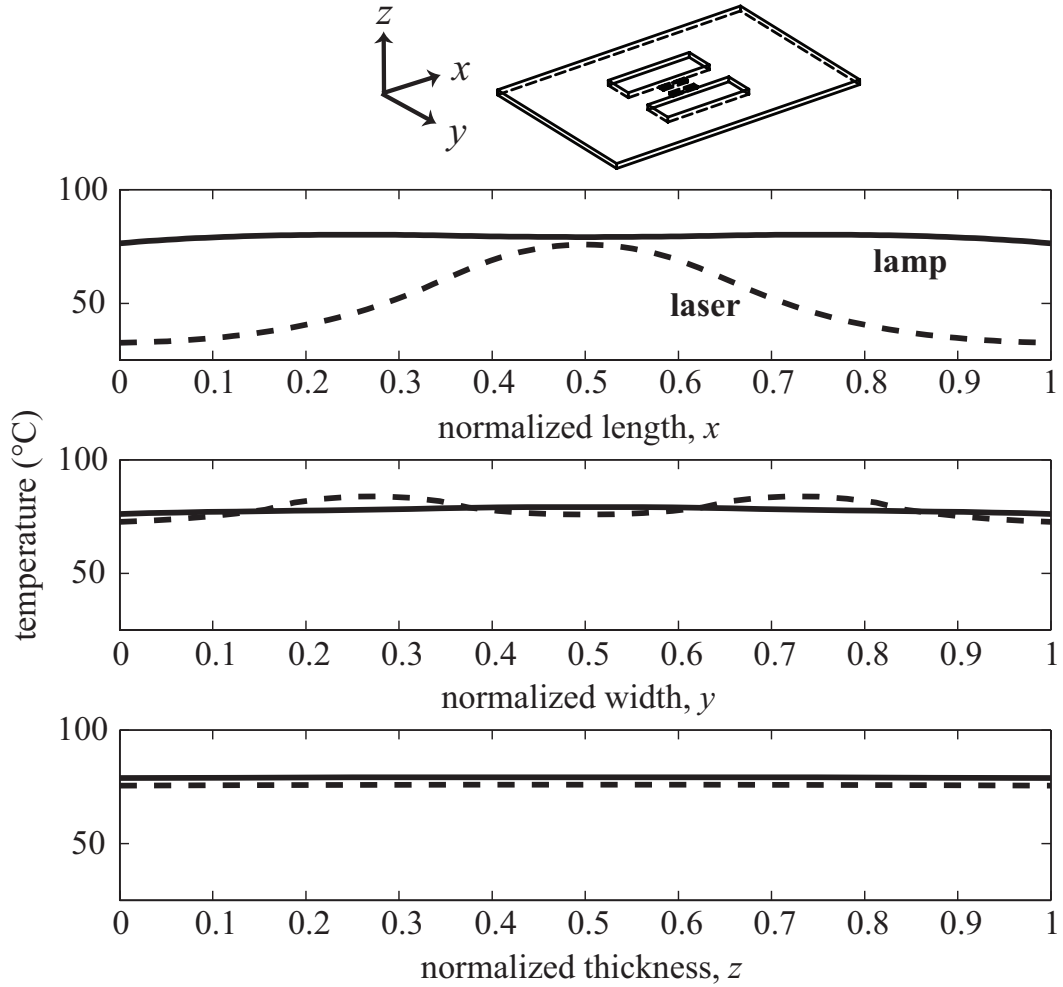 z
x
y
100
50
lamp
laser
0 0.1 0.2 0.3 0.4 0.5 0.6 0.7 0.8 0.9 1
normalized length, x
temperature (°C)
100
50
0 0.1 0.2 0.3 0.4 0.5 0.6 0.7 0.8 0.9 1
normalized width, y
100
50
0 0.1 0.2 0.3 0.4 0.5 0.6 0.7 0.8 0.9 1
normalized thickness, z